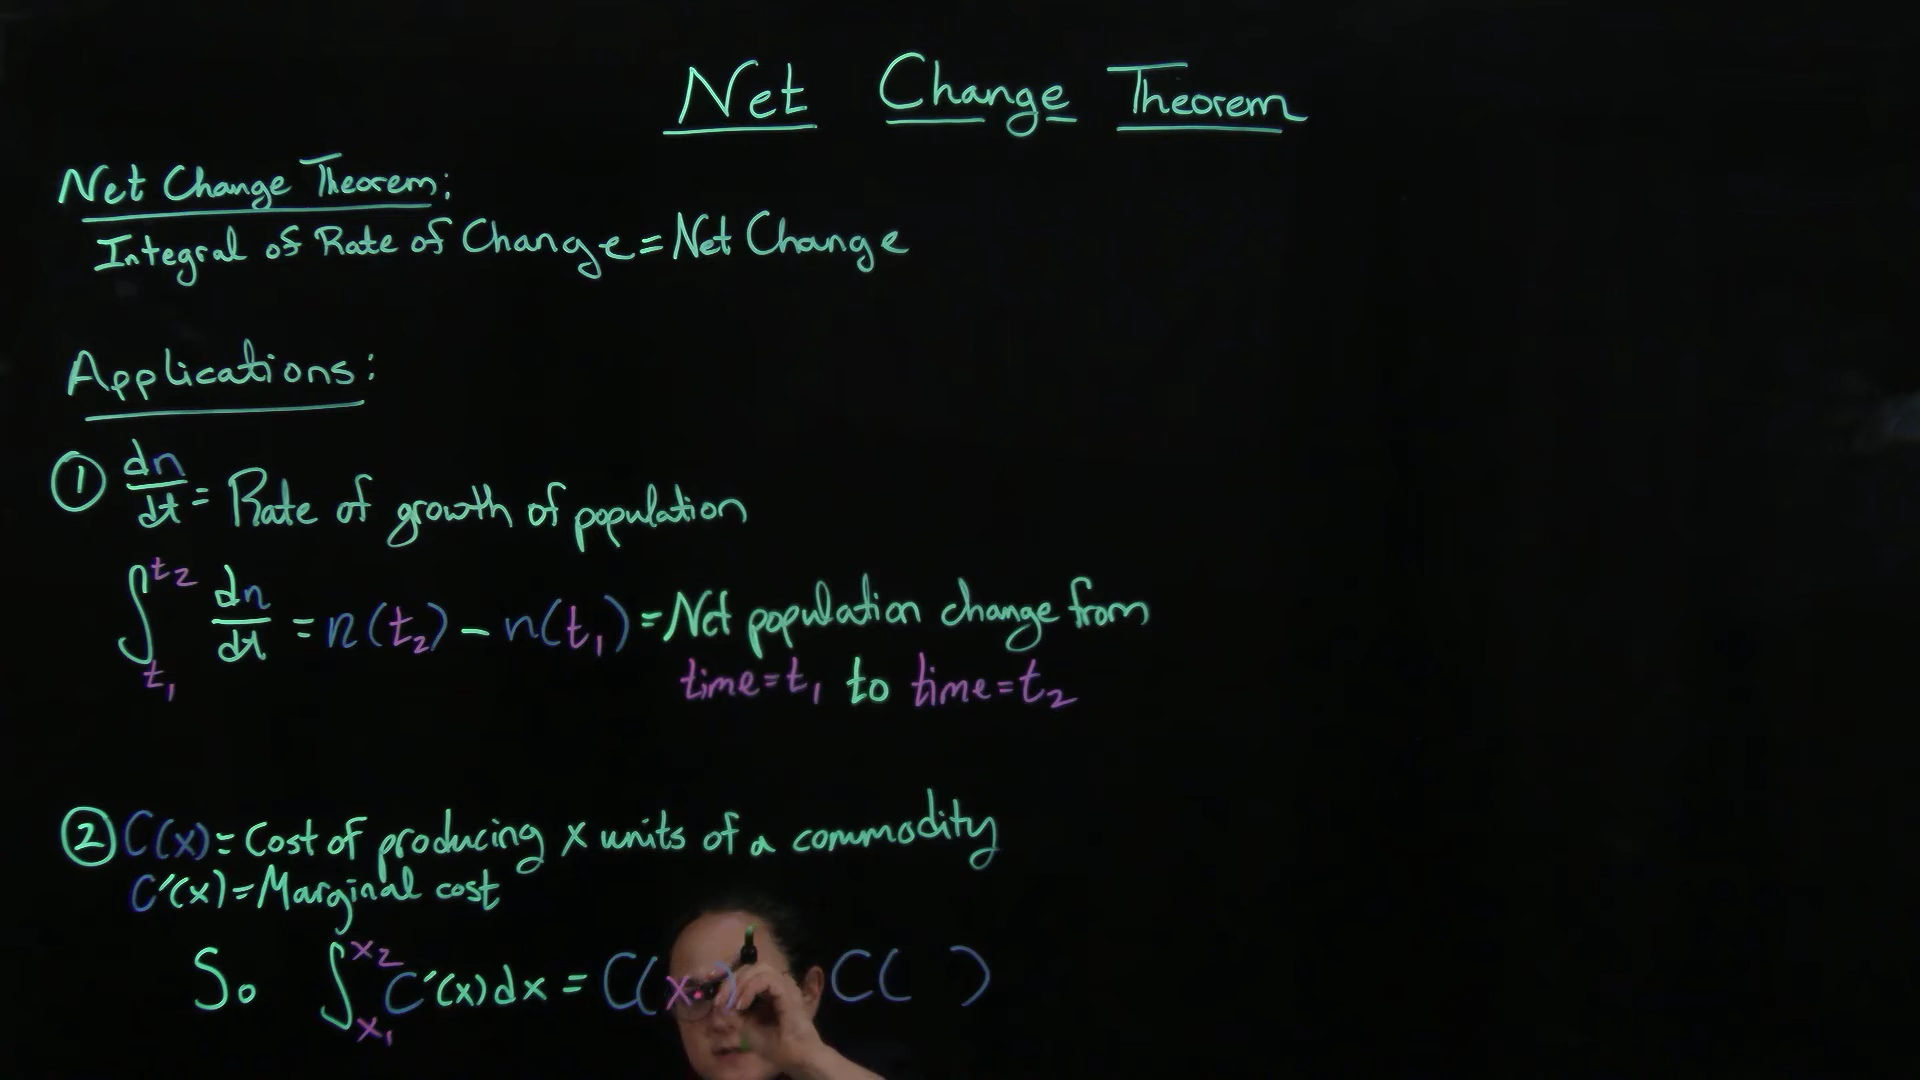 Net Change Theorem
Net Change Theorem:
Integral of Rate of Change = Net Change
Applications:
① dn/dt = Rate of growth of population
∫_{t₁}^{t₂} dn/dt = n(t₂) - n(t₁) = Net population change from
time = t₁ to time = t₂
② C(x) = Cost of producing x units of a commodity
C'(x) = Marginal cost
So ∫_{x₁}^{x₂} C'(x) dx = C(x ) C( )